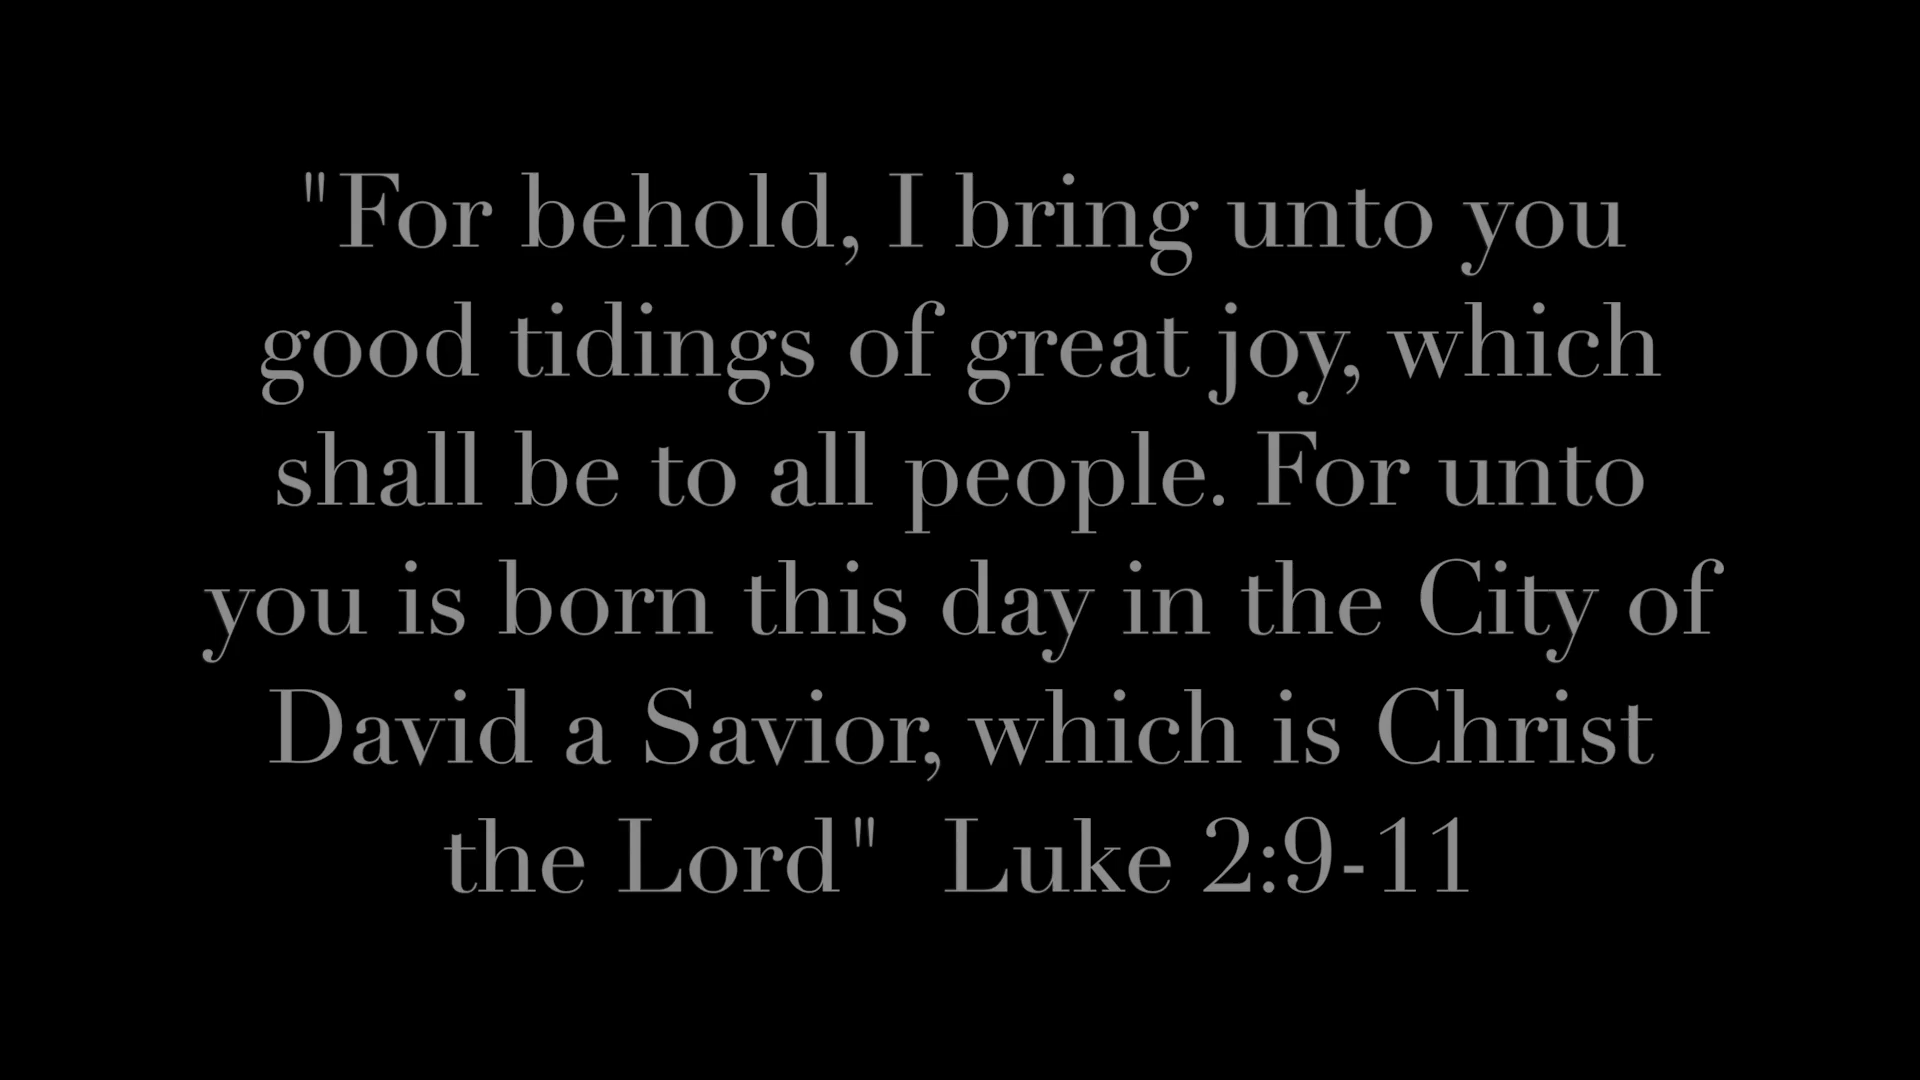 "For behold, I bring unto you
good tidings of great joy, which
shall be to all people. For unto
you is born this day in the City of
David a Savior, which is Christ
the Lord"  Luke 2:9-11